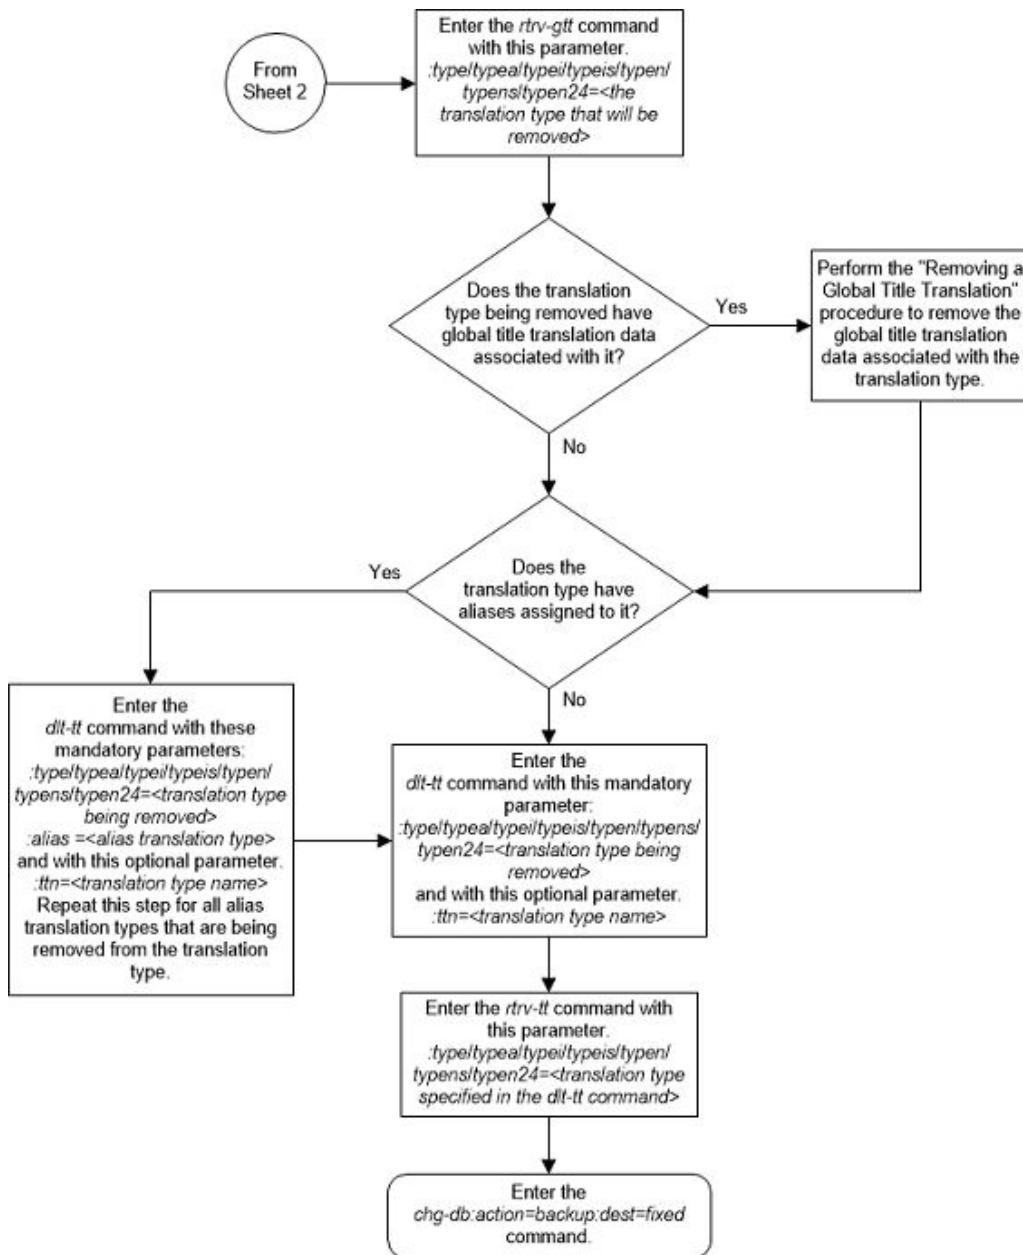 From
Sheet 2
Enter the rtrv-gtt command
with this parameter.
:type/typea/typei/typeis/typen/
typens/typen24=<the
translation type that will be
removed>
Does the translation
type being removed have
global title translation data
associated with it?
Yes
Perform the "Removing a
Global Title Translation"
procedure to remove the
global title translation
data associated with the
translation type.
No
Does the
translation type have
aliases assigned to it?
Yes
Enter the
dlt-tt command with these
mandatory parameters:
:type/typea/typei/typeis/typen/
typens/typen24=<translation type
being removed>
:alias =<alias translation type>
and with this optional parameter.
:ttn=<translation type name>
Repeat this step for all alias
translation types that are being
removed from the translation
type.
No
Enter the
dlt-tt command with this mandatory
parameter:
:type/typea/typei/typeis/typen/typens/
typen24=<translation type being
removed>
and with this optional parameter.
:ttn=<translation type name>
Enter the rtrv-tt command with
this parameter.
:type/typea/typei/typeis/typen/
typens/typen24=<translation type
specified in the dlt-tt command>
Enter the
chg-db:action=backup:dest=fixed
command.